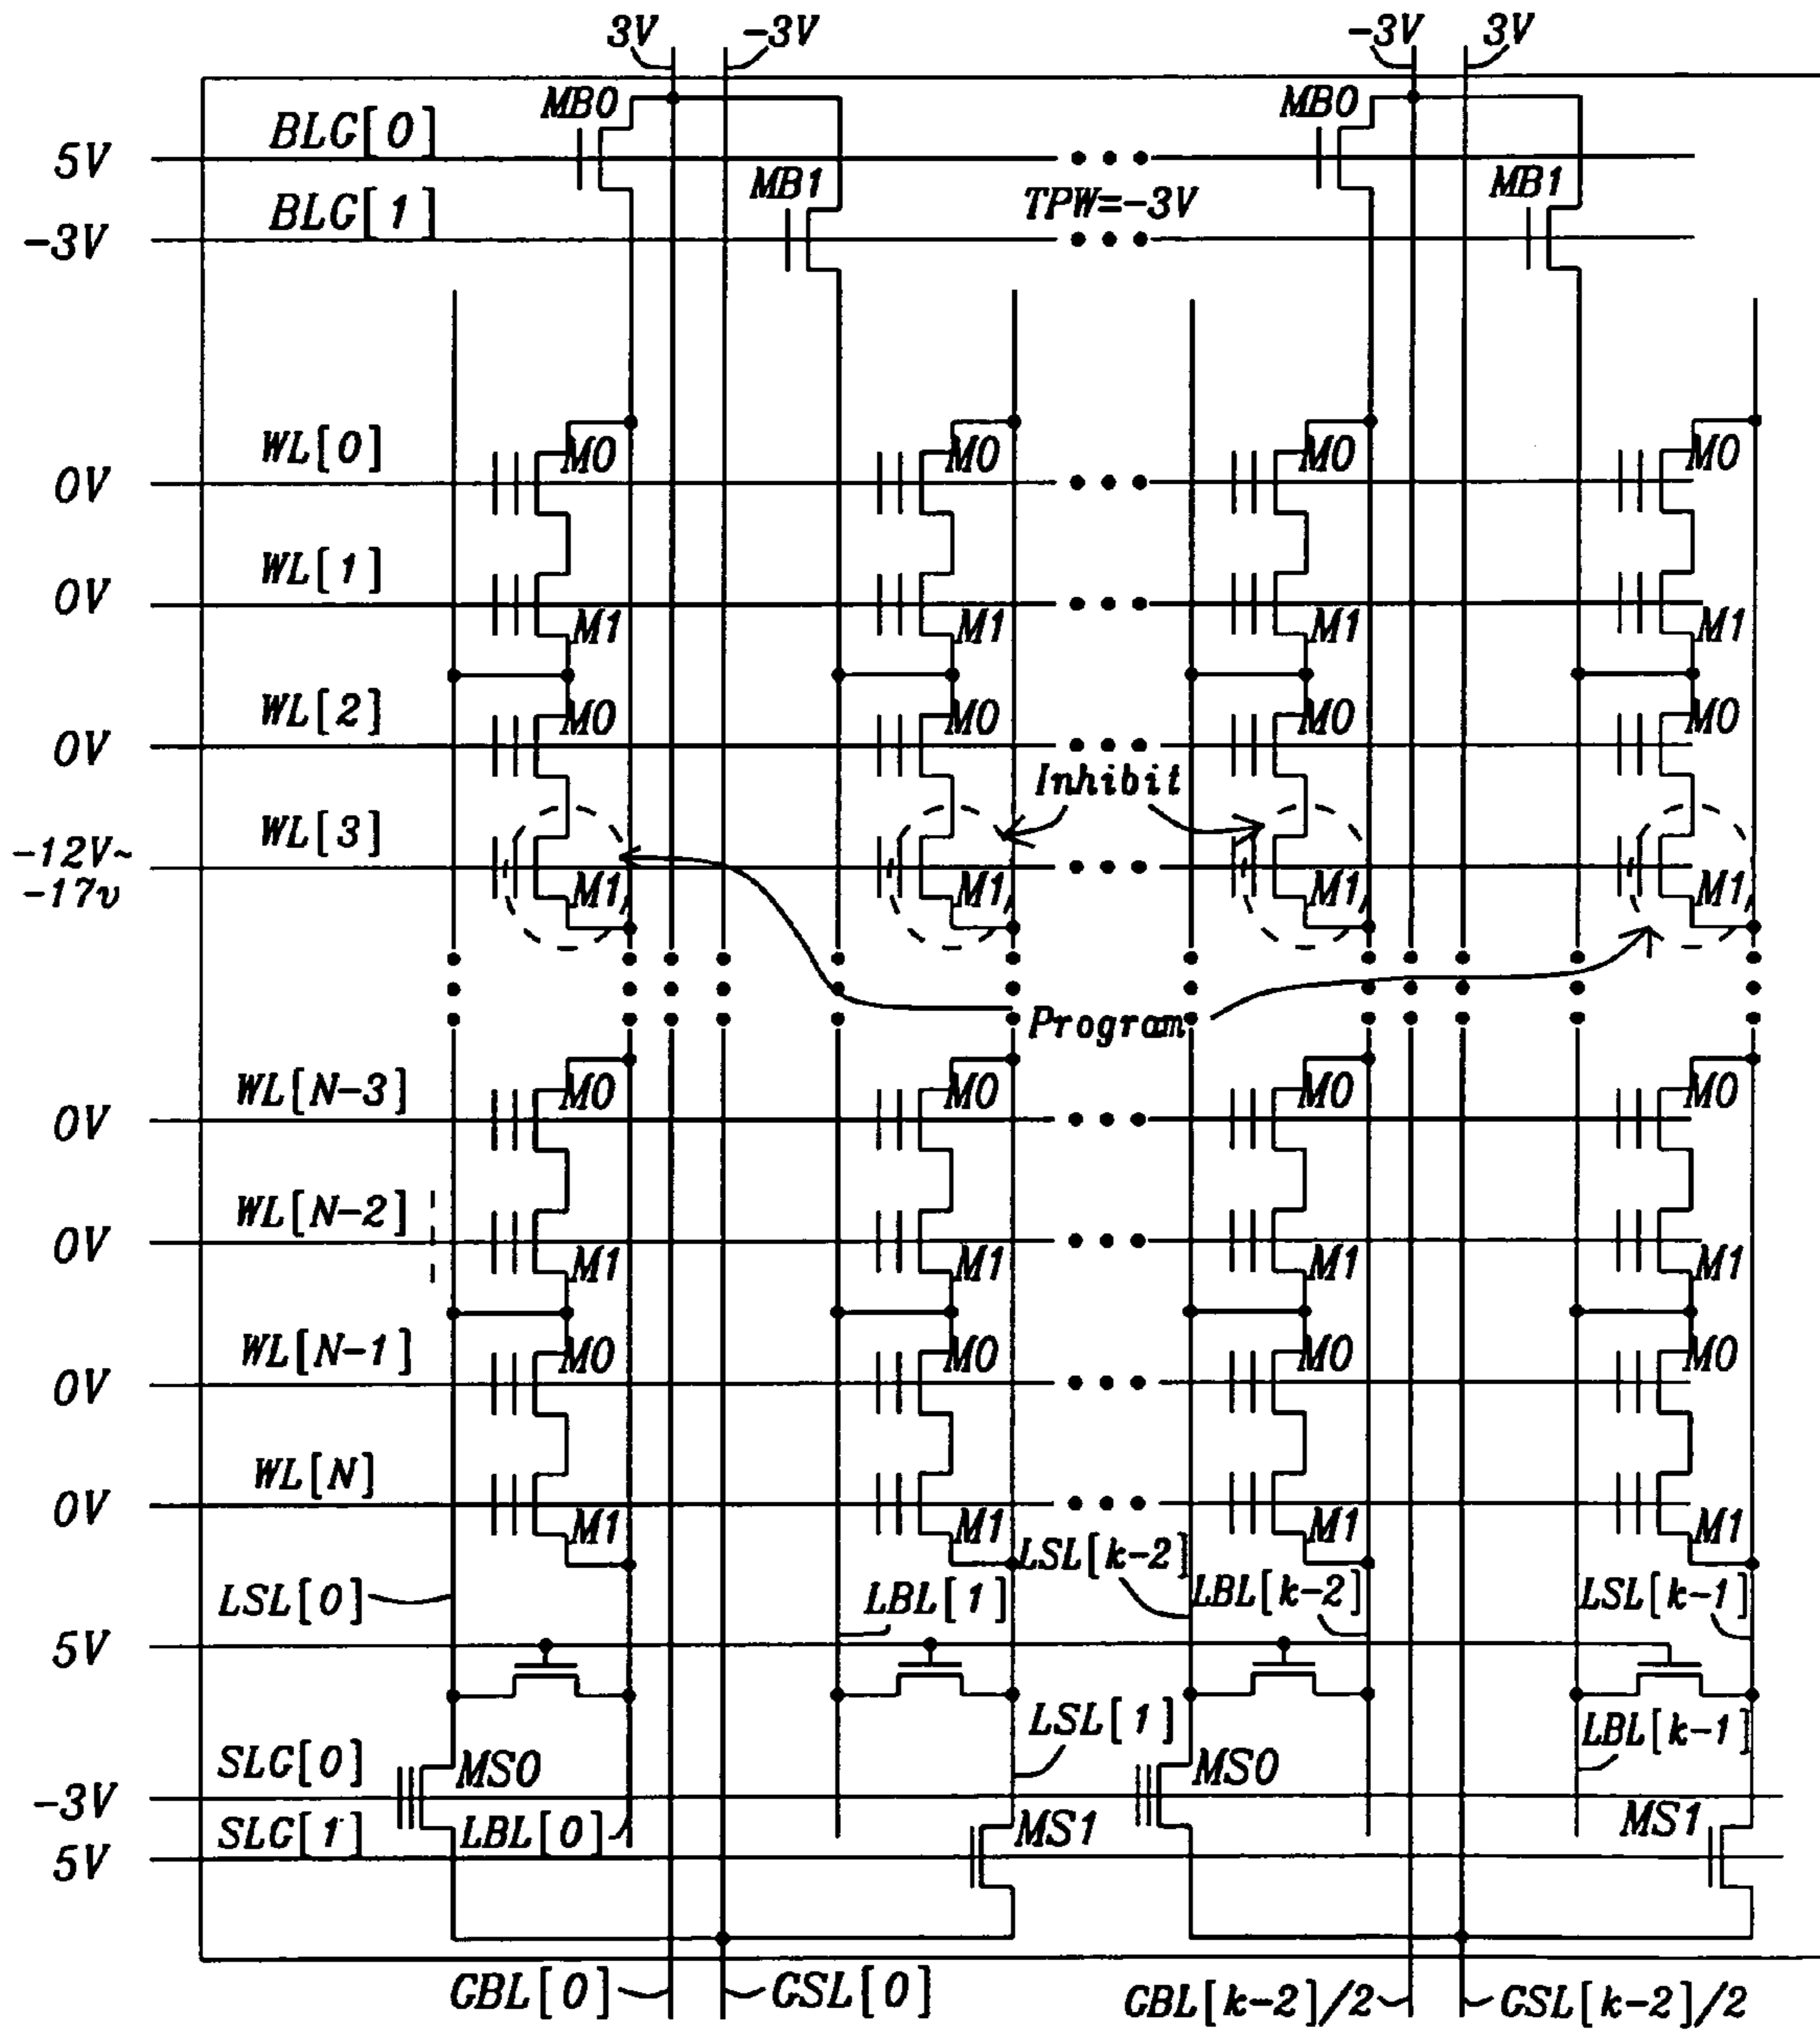 3V -3V -3V 3V
MB0 MB0
5V BLG[0]
MB1 TPW=-3V MB1
-3V BLG[1]
WL[0] M0 M0 M0 M0
0V
WL[1]
0V
M1 M1 M1 M1
WL[2] M0 M0 M0 M0
0V
Inhibit
WL[3]
-12V~
-17v
M1 M1 M1 M1
Program
WL[N-3] M0 M0 M0 M0
0V
WL[N-2]
0V
M1 M1 M1 M1
WL[N-1] M0 M0 M0 M0
0V
WL[N]
0V
M1 M1 M1 M1
LSL[k-2]
LSL[0] LBL[1] LBL[k-2] LSL[k-1]
5V
LSL[1] LBL[k-1]
SLG[0] MS0 MS0
-3V
SLG[1] LBL[0] MS1 MS1
5V
GBL[0] GSL[0] GBL[k-2]/2 GSL[k-2]/2